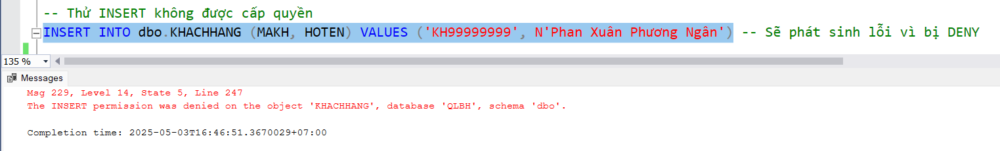 -- Thử INSERT không được cấp quyền
INSERT INTO dbo.KHACHHANG (MAKH, HOTEN) VALUES ('KH99999999', N'Phan Xuân Phương Ngân') -- Sẽ phát sinh lỗi vì bị DENY
135 %
Messages
Msg 229, Level 14, State 5, Line 247
The INSERT permission was denied on the object 'KHACHHANG', database 'QLBH', schema 'dbo'.
Completion time: 2025-05-03T16:46:51.3670029+07:00